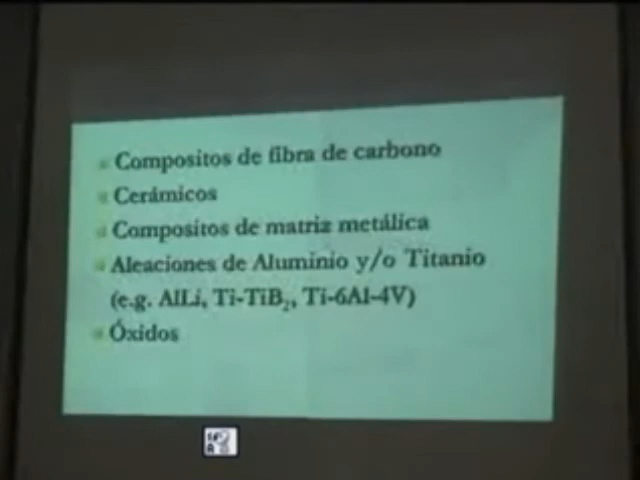 Compositos de fibra de carbono
Cerámicos
Compositos de matriz metálica
Aleaciones de Aluminio y/o Titanio
(e.g. AlLi, Ti-TiB₂, Ti-6Al-4V)
Óxidos